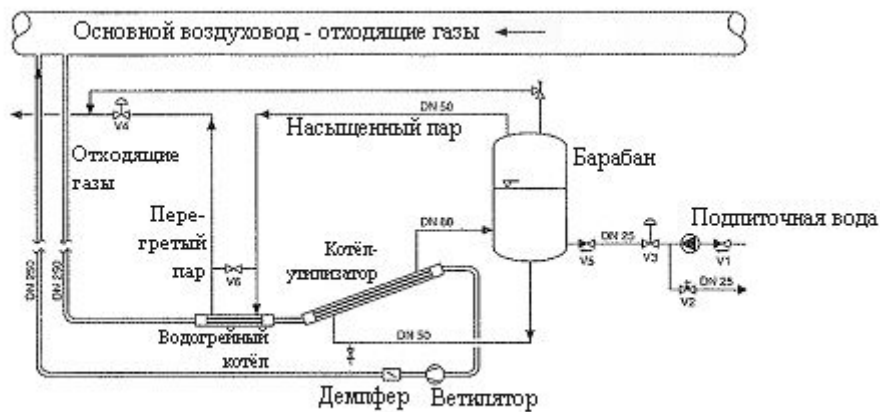 Основной воздуховод - отходящие газы
DN 50
Насыщенный пар
Барабан
V4
Отходящие
газы
Пере-
гретый
пар
DN 80
Подпиточная вода
DN 25
V5
V3
V1
Котёл-
утилизатор
V6
DN 250
DN 250
V2
DN 25
Водогрейный
котёл
DN 50
Демпфер
Ветилятор